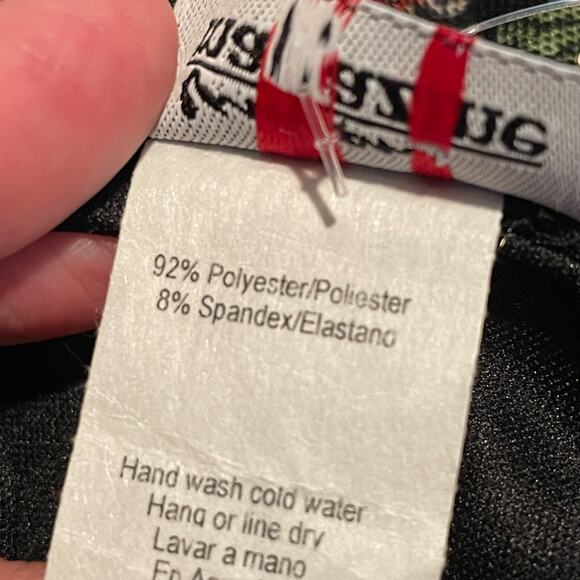 92% Polyester/Poliester
8% Spandex/Elastano
Hand wash cold water
Hang or line dry
Lavar a mano